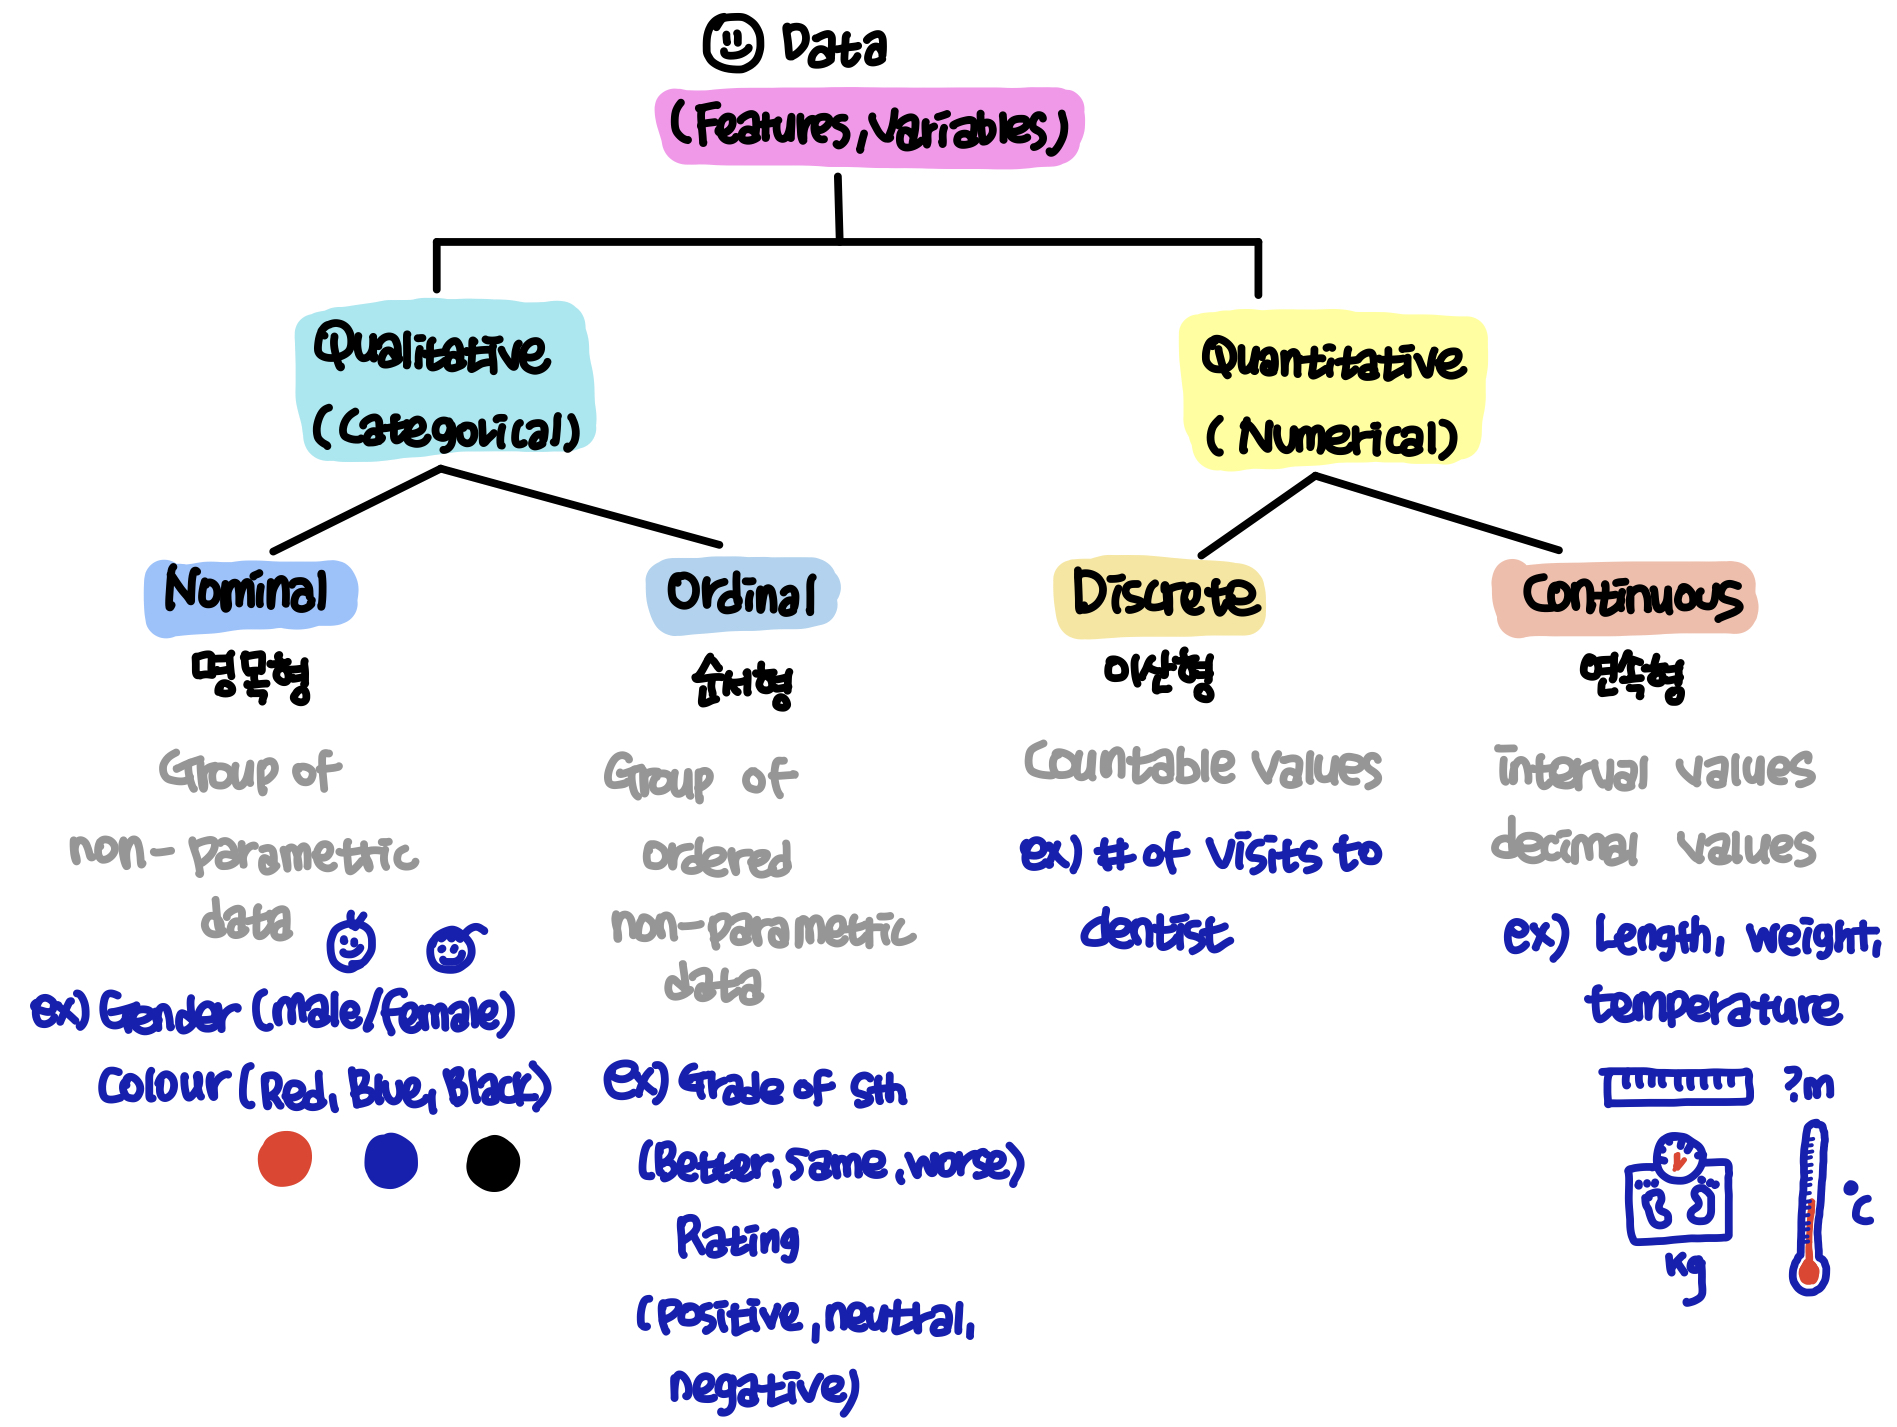 Data
(Features, Variables)
Qualitative
(Categorical)
Quantitative
(Numerical)
Nominal
명목형
Group of
non-parametric
data
ex) Gender (male/female)
Colour (Red, Blue, Black)
Ordinal
순서형
Group of
ordered
non-parametric
data
ex) Grade of sth
(Better, same, worse)
Rating
(Positive, neutral,
negative)
Discrete
이산형
Countable values
ex) # of visits to
dentist
Continuous
연속형
interval values
decimal values
ex) Length, weight,
temperature
?m
kg
°c